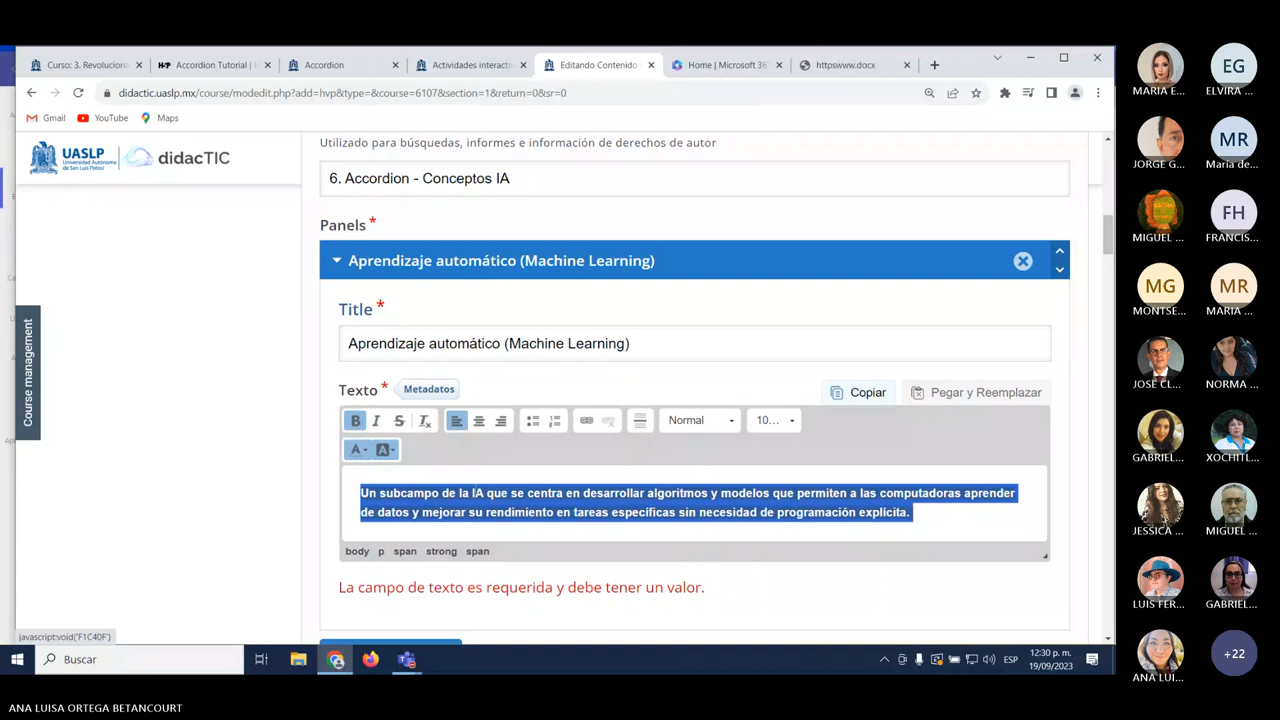 Curso: 3. Revolucion
Accordion Tutorial |
Accordion
Actividades interacti
Editando Contenido
Home | Microsoft 36
httpswww.docx
didactic.uaslp.mx/course/modedit.php?add=hvp&type=&course=6107&section=1&return=0&sr=0
Gmail
YouTube
Maps
UASLP
Universidad Autónoma
de San Luis Potosí
didacTIC
Utilizado para búsquedas, informes e información de derechos de autor
6. Accordion - Conceptos IA
Panels *
Aprendizaje automático (Machine Learning)
Title *
Aprendizaje automático (Machine Learning)
Texto *
Metadatos
Copiar
Pegar y Reemplazar
Normal
10...
Un subcampo de la IA que se centra en desarrollar algoritmos y modelos que permiten a las computadoras aprender
de datos y mejorar su rendimiento en tareas específicas sin necesidad de programación explícita.
body p span strong span
La campo de texto es requerida y debe tener un valor.
Course management
javascript:void('F1C40F')
Buscar
ESP
12:30 p. m.
19/09/2023
MARIA E...
EG
ELVIRA ...
JORGE G...
MR
María de...
MIGUEL ...
FH
FRANCIS...
MG
MONTSE...
MR
MARIA ...
JOSE CL...
NORMA ...
GABRIEL...
XOCHITL...
JESSICA ...
MIGUEL ...
LUIS FER...
GABRIEL...
ANA LUI...
+22
ANA LUISA ORTEGA BETANCOURT